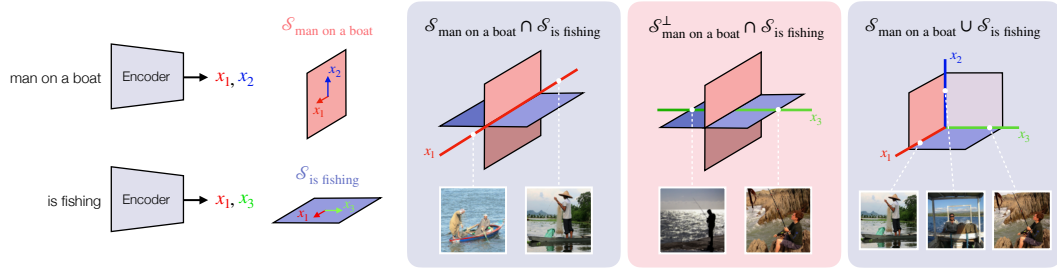 man on a boat
Encoder
x₁, x₂
𝒮 man on a boat
x₂
x₁
is fishing
Encoder
x₁, x₃
𝒮 is fishing
x₁
x₃
𝒮 man on a boat ∩ 𝒮 is fishing
x₁
𝒮⊥ man on a boat ∩ 𝒮 is fishing
x₃
𝒮 man on a boat ∪ 𝒮 is fishing
x₂
x₁
x₃